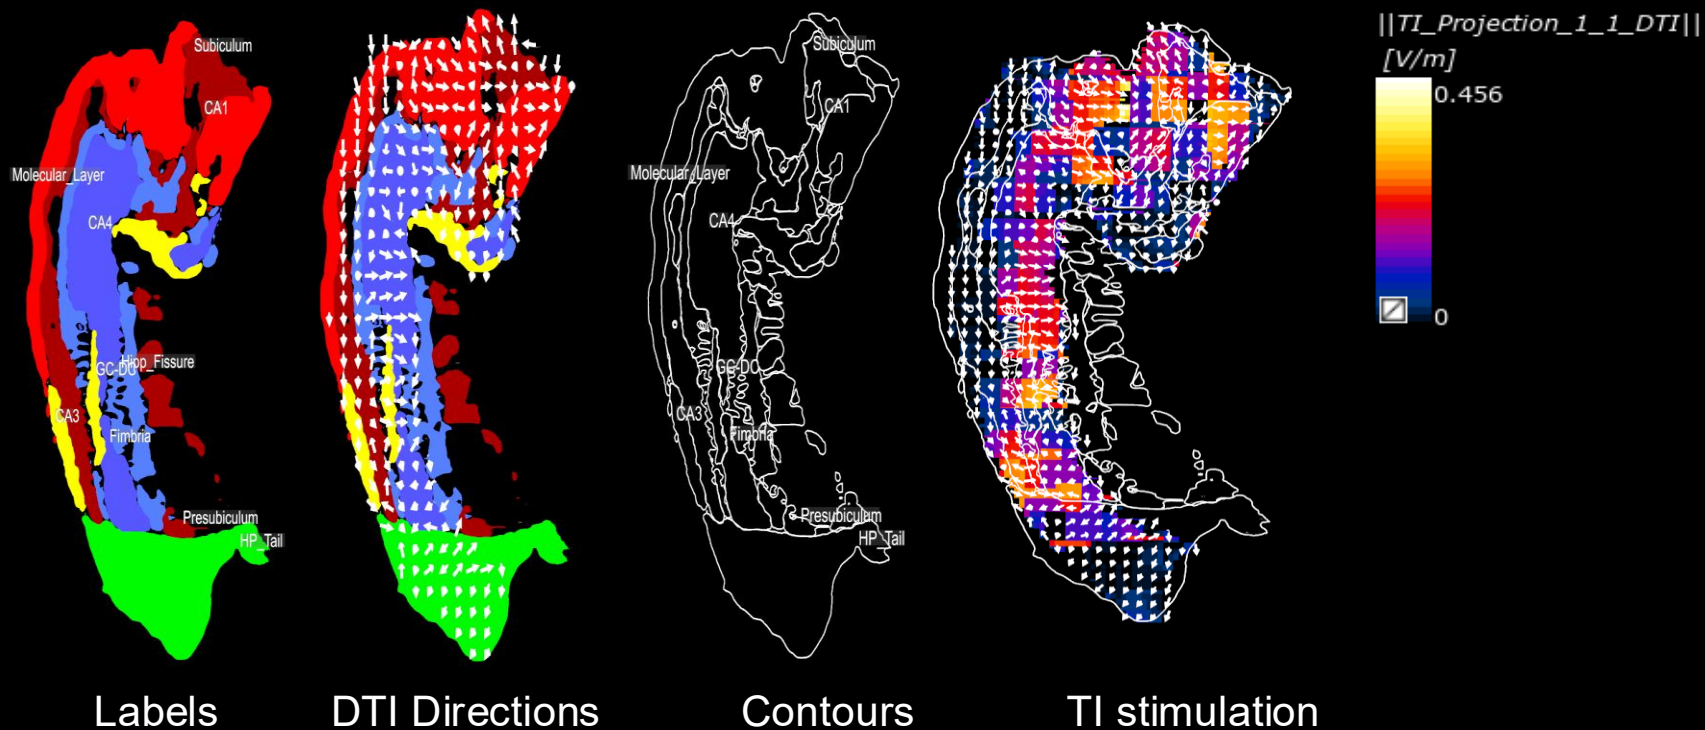 Subiculum
CA1
Molecular_Layer
CA4
Hipp_Fissure
GC-DG
CA3
Fimbria
Presubiculum
HP_Tail
Labels
DTI Directions
Subiculum
CA1
Molecular_Layer
CA4
GC-DG
CA3
Fimbria
Presubiculum
HP_Tail
Contours
TI stimulation
||TI_Projection_1_1_DTI||
[V/m]
0.456
0